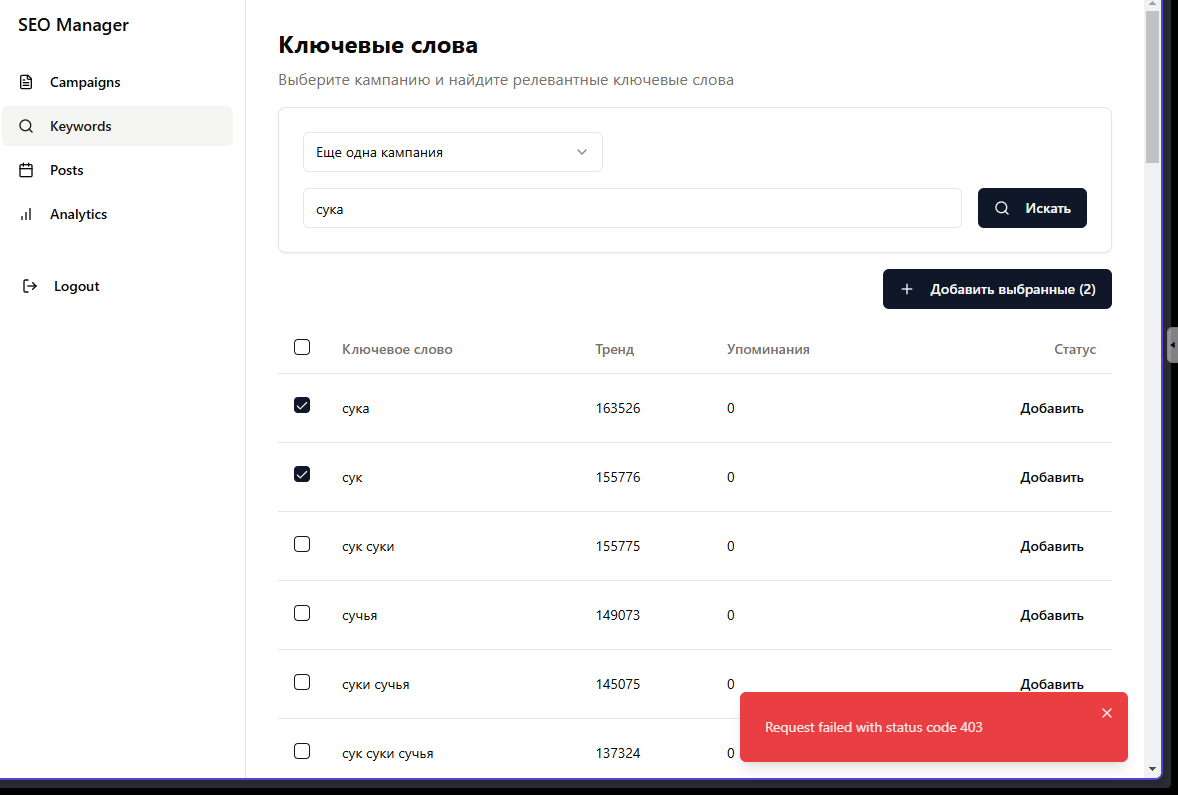 SEO Manager
Campaigns
Keywords
Posts
Analytics
Logout
Ключевые слова
Выберите кампанию и найдите релевантные ключевые слова
Еще одна кампания
сука
Искать
Добавить выбранные (2)
Ключевое слово Тренд Упоминания Статус
сука 163526 0 Добавить
сук 155776 0 Добавить
сук суки 155775 0 Добавить
сучья 149073 0 Добавить
суки сучья 145075 0 Добавить
сук суки сучья 137324 0
Request failed with status code 403